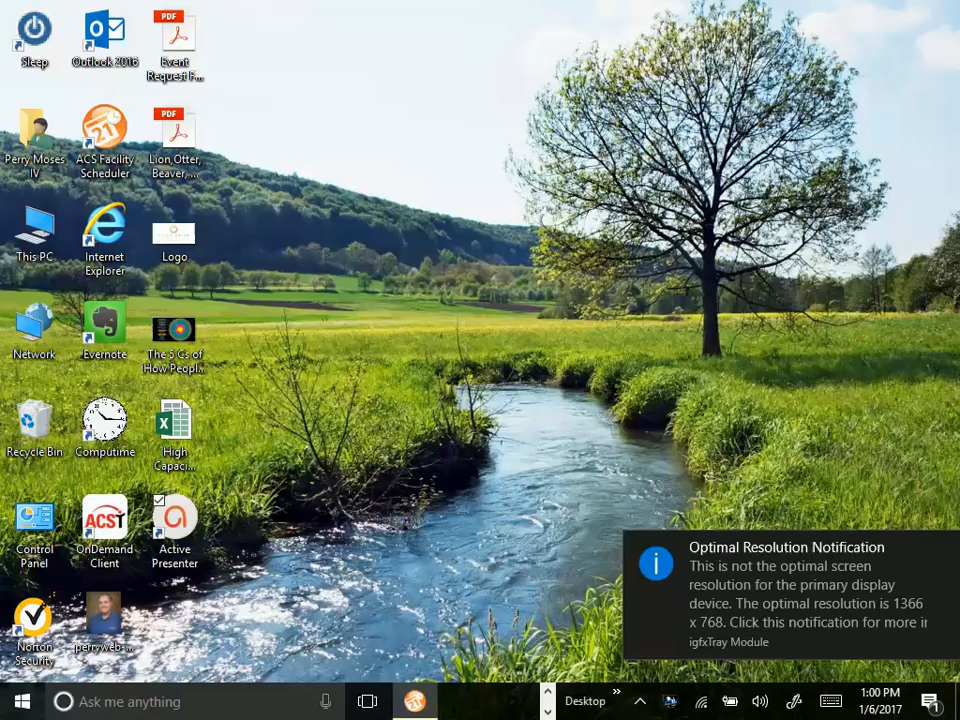 Sleep
Outlook 2016
PDF
Event
Request F...
Perry Moses
IV
21
ACS Facility
Scheduler
PDF
Lion,Otter,
Beaver, ...
This PC
Internet
Explorer
Logo
Network
Evernote
The 5 Cs of
How Peopl...
Recycle Bin
Computime
High
Capaci...
Control
Panel
ACST
OnDemand
Client
Active
Presenter
Norton
Security
perryweb-...
Optimal Resolution Notification
This is not the optimal screen
resolution for the primary display
device. The optimal resolution is 1366
x 768. Click this notification for more in
igfxTray Module
Ask me anything
21
Desktop
1:00 PM
1/6/2017
1